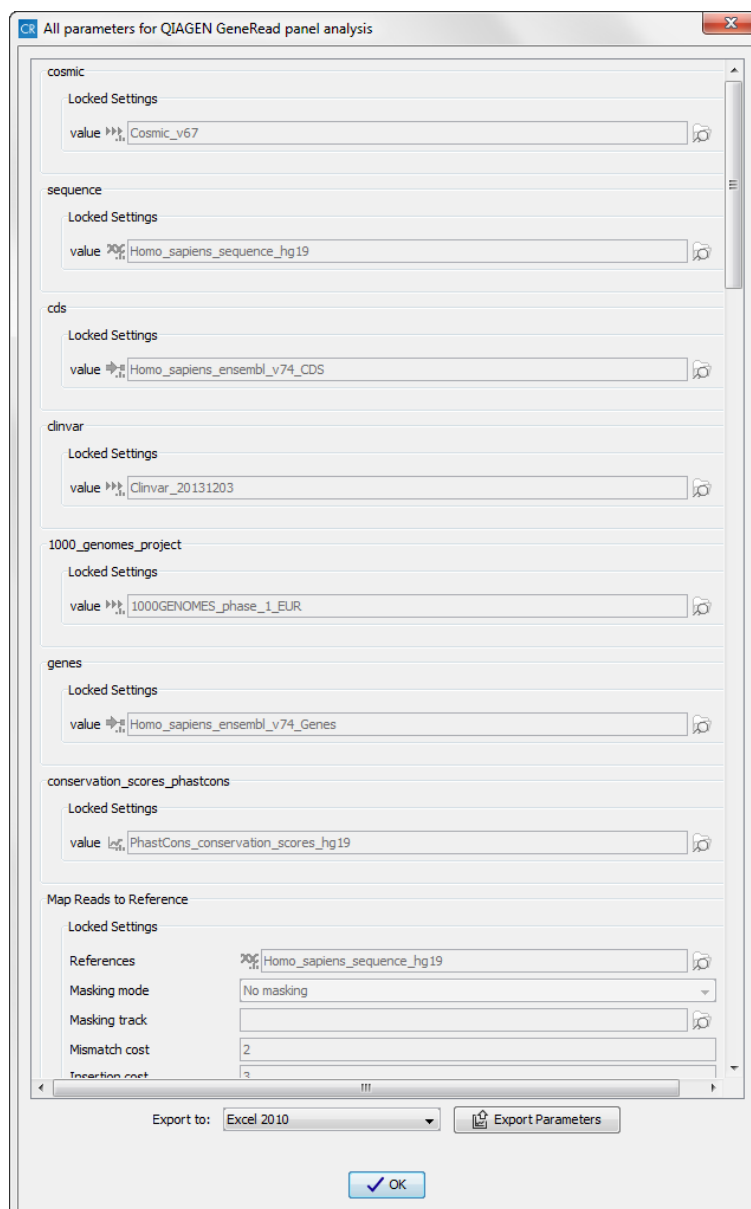 CR All parameters for QIAGEN GeneRead panel analysis
cosmic
Locked Settings
value Cosmic_v67
sequence
Locked Settings
value Homo_sapiens_sequence_hg19
cds
Locked Settings
value Homo_sapiens_ensembl_v74_CDS
clinvar
Locked Settings
value Clinvar_20131203
1000_genomes_project
Locked Settings
value 1000GENOMES_phase_1_EUR
genes
Locked Settings
value Homo_sapiens_ensembl_v74_Genes
conservation_scores_phastcons
Locked Settings
value PhastCons_conservation_scores_hg19
Map Reads to Reference
Locked Settings
References Homo_sapiens_sequence_hg19
Masking mode No masking
Masking track
Mismatch cost 2
Insertion cost 3
Export to: Excel 2010 Export Parameters
OK